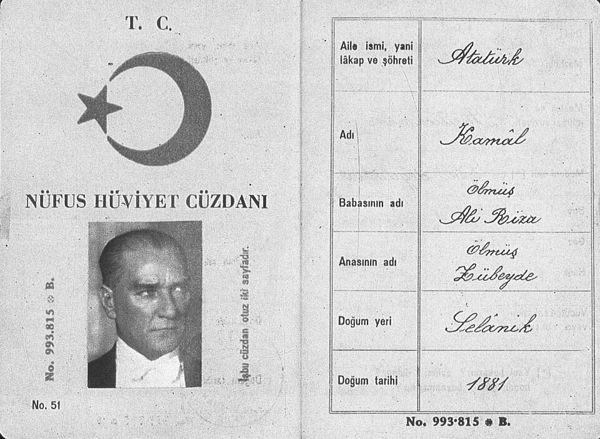 T. C.
NÜFUS HÜVİYET CÜZDANI
No. 993.815 * B.
İşbu cüzdan otuz iki sayfadır.
No. 51
Aile ismi, yani
lâkap ve şöhreti
Atatürk
Adı
Kamâl
Babasının adı
ölmüş
Ali Riza
Anasının adı
ölmüş
Zübeyde
Doğum yeri
Selânik
Doğum tarihi
1881
No. 993·815 * B.